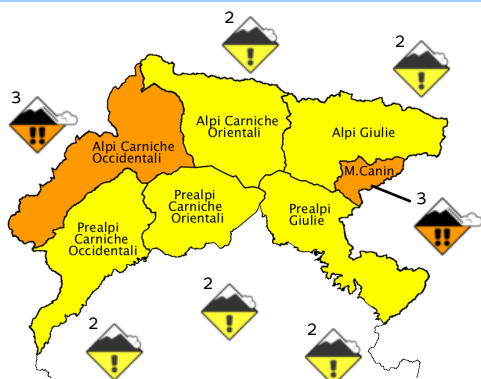 2
2
3
Alpi Carniche
Orientali
Alpi Giulie
Alpi Carniche
Occidentali
M.Canin
3
Prealpi
Carniche
Orientali
Prealpi
Giulie
Prealpi
Carniche
Occidentali
2
2
2